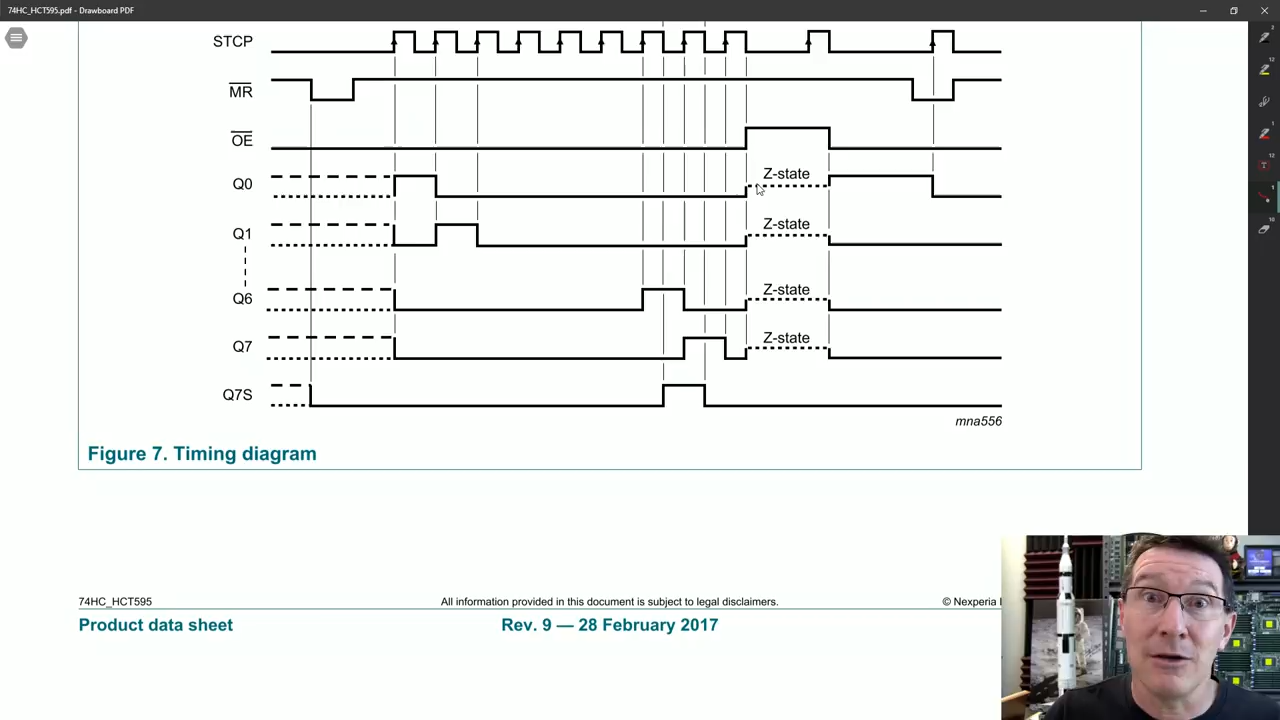 74HC_HCT595.pdf - Drawboard PDF
STCP
MR
OE
Z-state
Q0
Z-state
Q1
Z-state
Q6
Z-state
Q7
Q7S
mna556
Figure 7. Timing diagram
74HC_HCT595 All information provided in this document is subject to legal disclaimers. © Nexperia
Product data sheet Rev. 9 — 28 February 2017